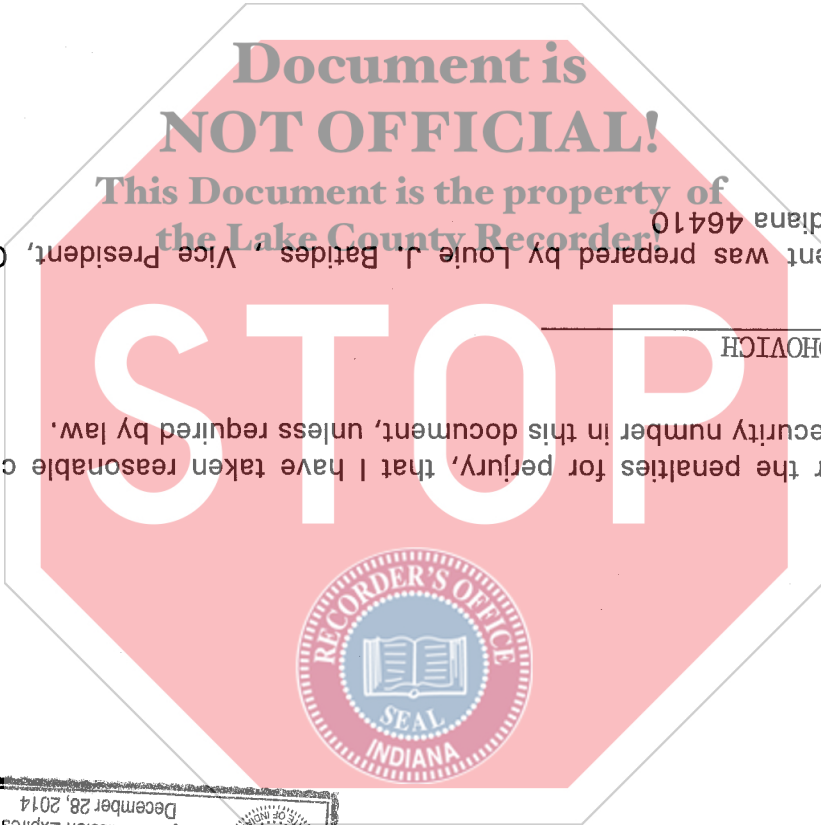 Document is
NOT OFFICIAL!
This Document is the property of
the Lake County Recorder!
STOP
RECORDER'S OFFICE
SEAL
INDIANA
December 28, 2014
r the penalties for perjury, that I have taken reasonable c
ecurity number in this document, unless required by law.
OHOVICH
ent was prepared by Louie J. Batides , Vice President, C
diana 46410